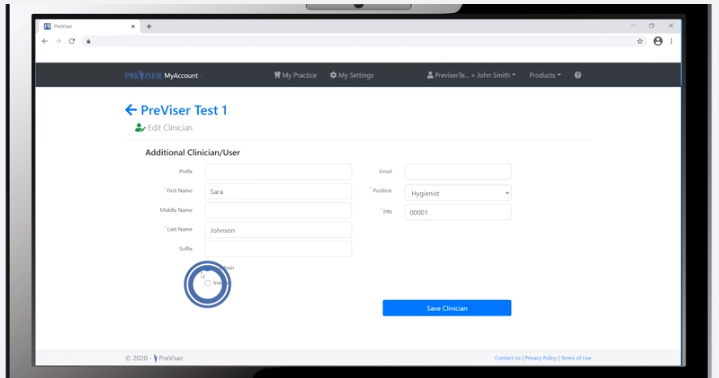 PreViser
PREVISER MyAccount
My Practice
My Settings
PreviserTe... > John Smith
Products
PreViser Test 1
Edit Clinician
Additional Clinician/User
Prefix
Email
*First Name
Sara
*Position
Hygienist
Middle Name
*PIN
00001
*Last Name
Johnson
Suffix
Save Clinician
© 2020 - PreViser
Contact Us | Privacy Policy | Terms of Use